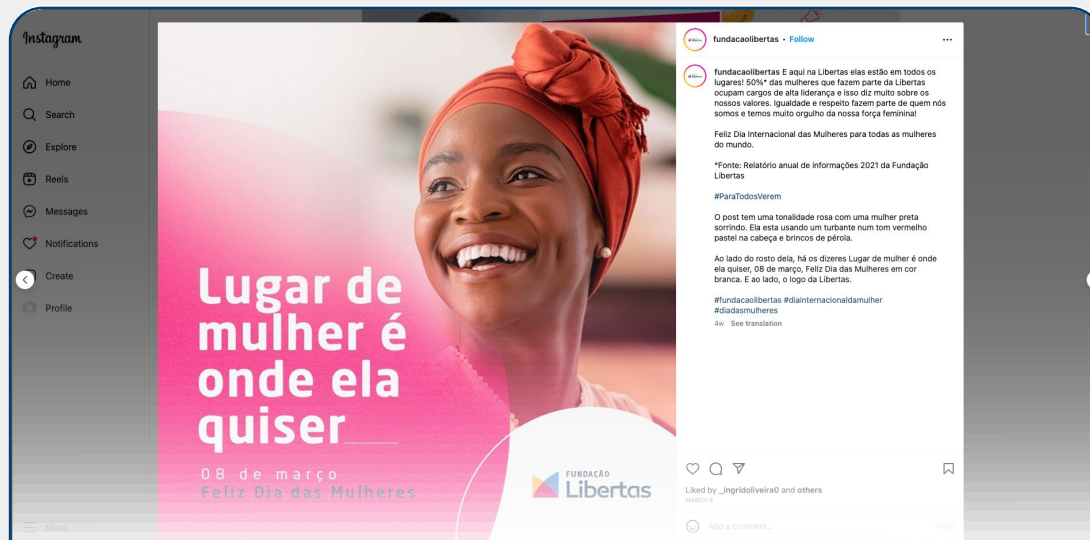 Instagram
Home
Search
Explore
Reels
Messages
Notifications
Create
Profile
More
Lugar de
mulher é
onde ela
quiser
08 de março
Feliz Dia das Mulheres
FUNDAÇÃO
Libertas
fundacaolibertas • Follow
fundacaolibertas E aqui na Libertas elas estão em todos os
lugares! 50%* das mulheres que fazem parte da Libertas
ocupam cargos de alta liderança e isso diz muito sobre os
nossos valores. Igualdade e respeito fazem parte de quem nós
somos e temos muito orgulho da nossa força feminina!
Feliz Dia Internacional das Mulheres para todas as mulheres
do mundo.
*Fonte: Relatório anual de informações 2021 da Fundação
Libertas
#ParaTodosVerem
O post tem uma tonalidade rosa com uma mulher preta
sorrindo. Ela esta usando um turbante num tom vermelho
pastel na cabeça e brincos de pérola.
Ao lado do rosto dela, há os dizeres Lugar de mulher é onde
ela quiser, 08 de março, Feliz Dia das Mulheres em cor
branca. E ao lado, o logo da Libertas.
#fundacaolibertas #diainternacionaldamulher
#diadasmulheres
4w See translation
Liked by _ingridoliveira0 and others
MARCH 8
Add a comment...